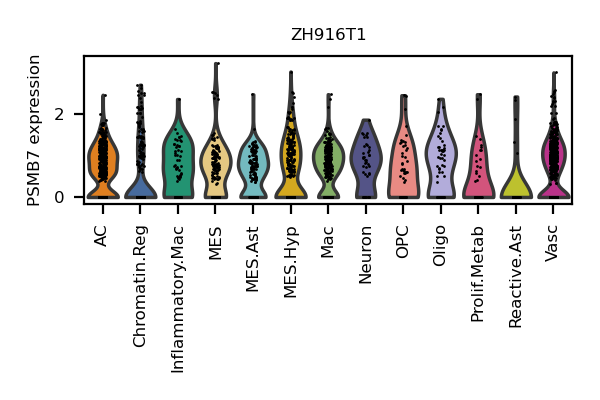 ZH916T1
PSMB7 expression
2
0
AC
Chromatin.Reg
Inflammatory.Mac
MES
MES.Ast
MES.Hyp
Mac
Neuron
OPC
Oligo
Prolif.Metab
Reactive.Ast
Vasc